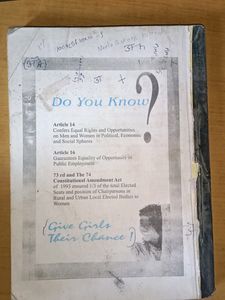 Do You Know ?
Article 14
Confers Equal Rights and Opportunities
on Men and Women in Political, Economic
and Social Spheres
Article 16
Guarantees Equality of Opportunity in
Public Employment
73 rd and The 74
Constitutional Amendment Act
of 1993 ensured 1/3 of the total Elected
Seats and position of Chairpersons in
Rural and Urban Local Elected Bodies to
Women
(Give Girls
Their Chance !)